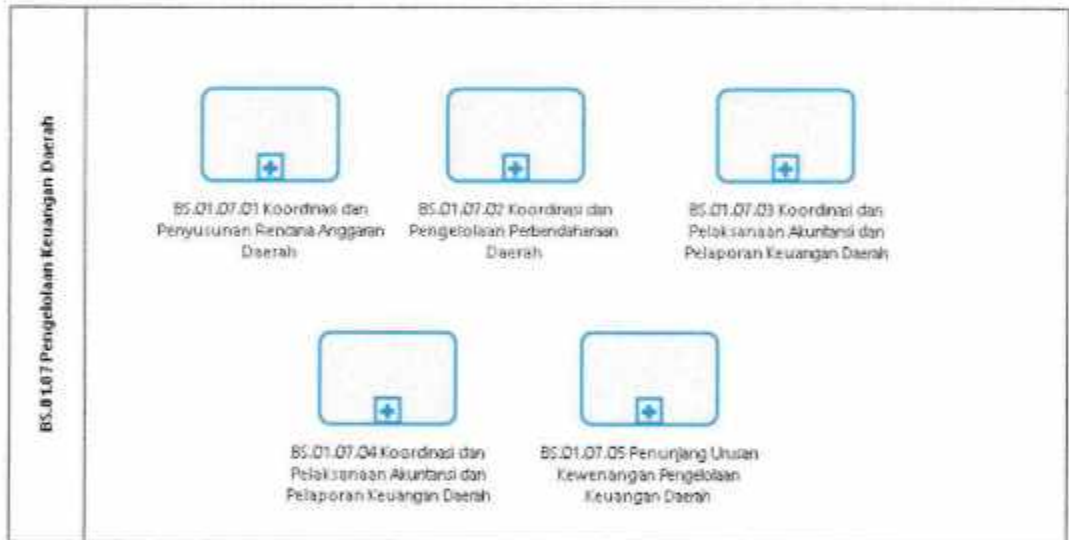 BS.01.07 Pengelolaan Keuangan Daerah
BS.01.07.01 Koordinasi dan
Penyusunan Rencana Anggaran
Daerah
BS.01.07.02 Koordinasi dan
Pengelolaan Perbendaharaan
Daerah
BS.01.07.03 Koordinasi dan
Pelaksanaan Akuntansi dan
Pelaporan Keuangan Daerah
BS.01.07.04 Koordinasi dan
Pelaksanaan Akuntansi dan
Pelaporan Keuangan Daerah
BS.01.07.05 Penunjang Urusan
Kewenangan Pengelolaan
Keuangan Daerah